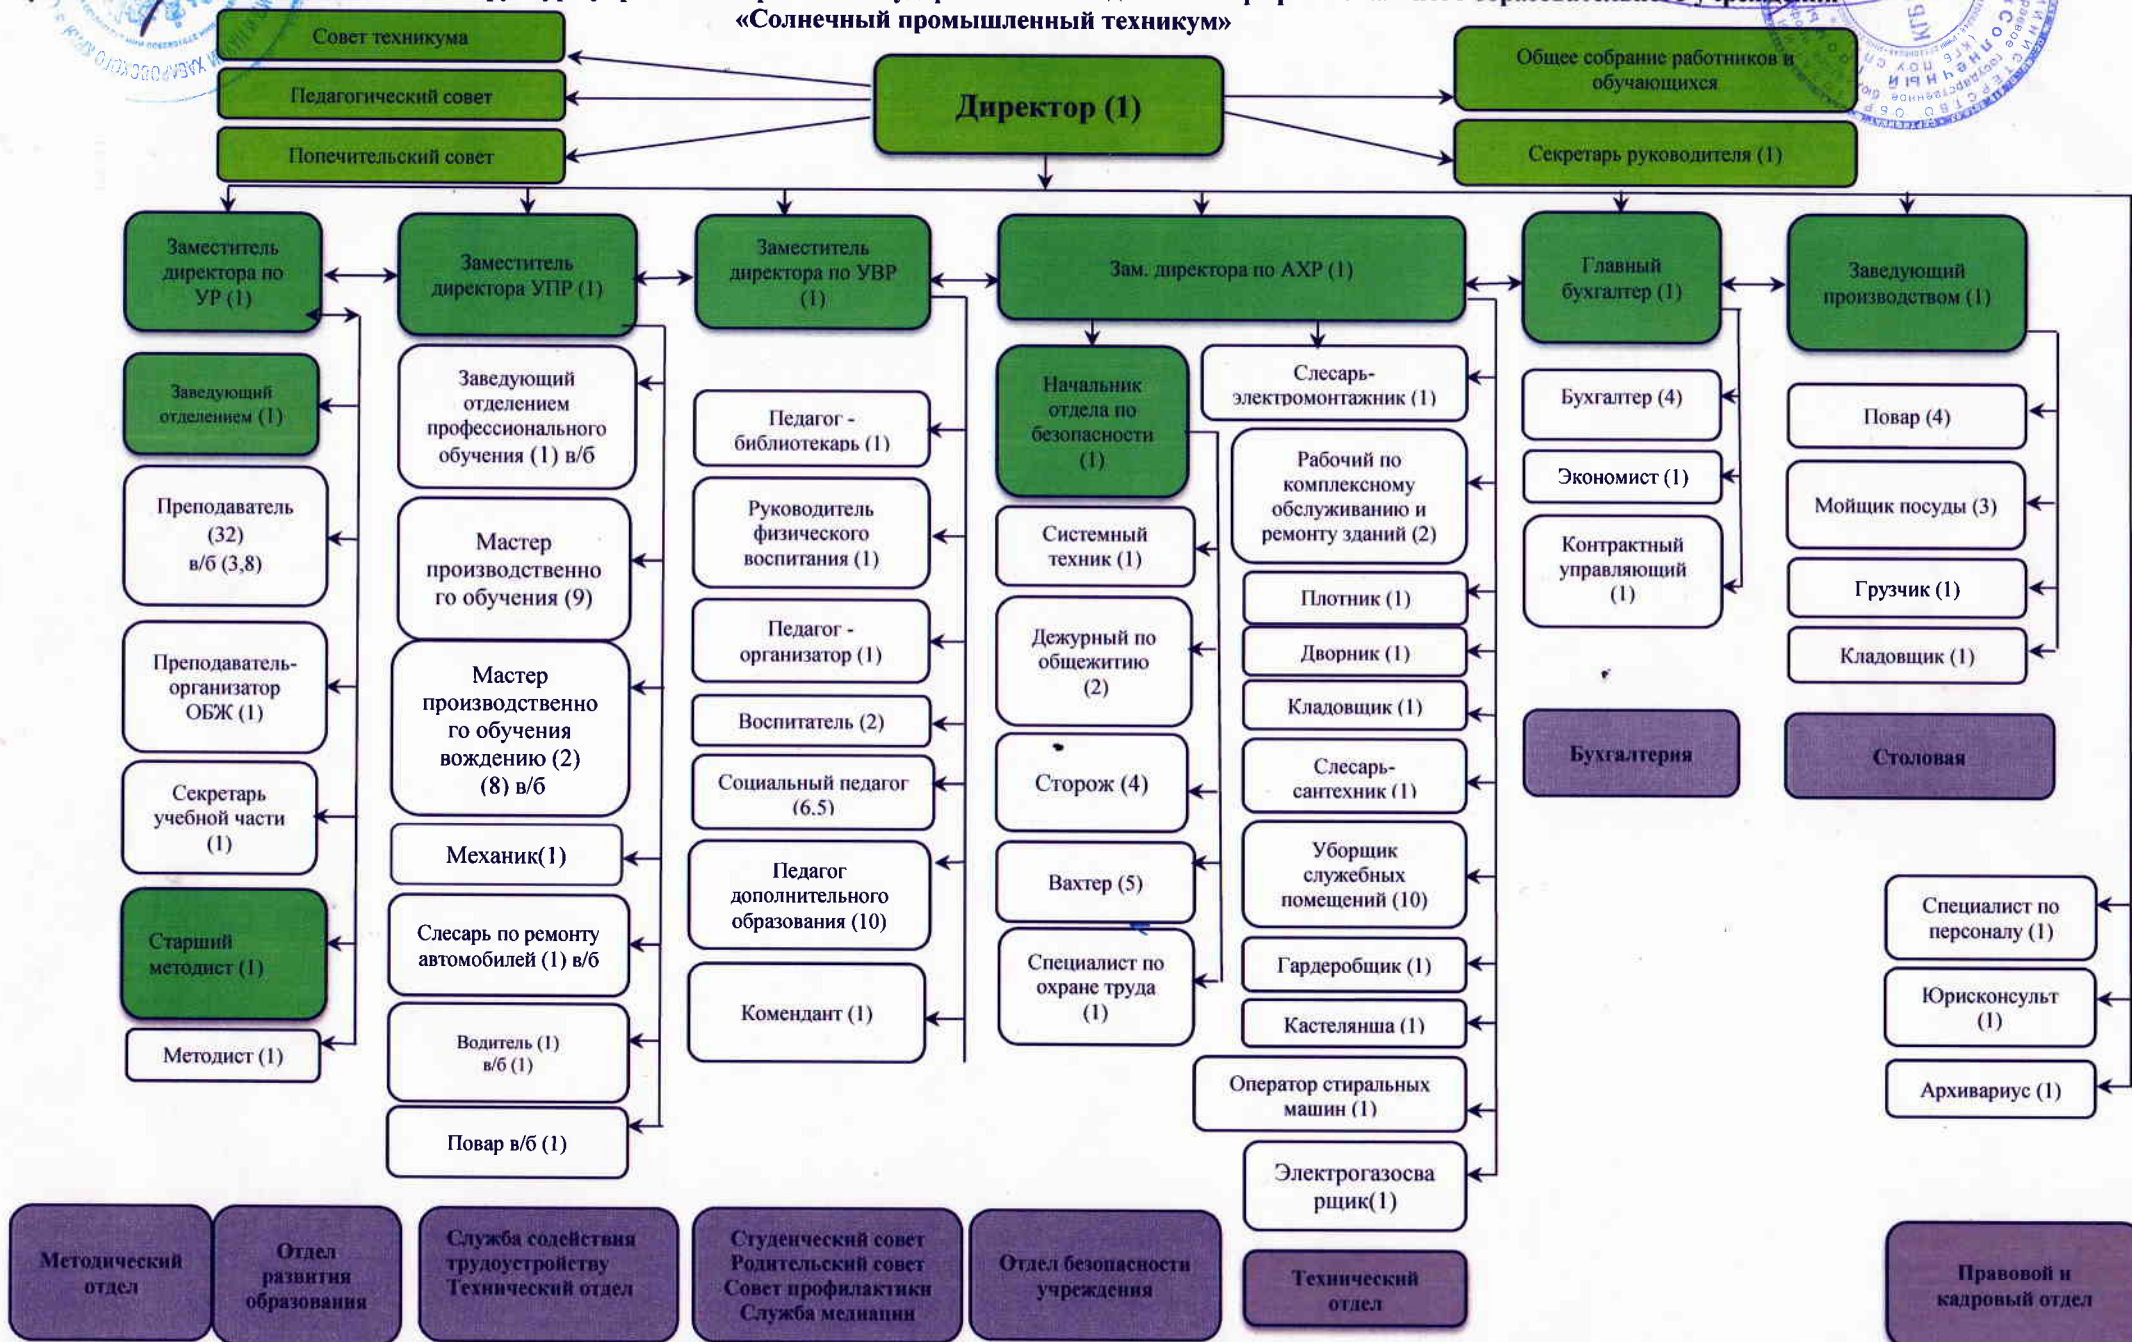 «Солнечный промышленный техникум»
Совет техникума
Педагогический совет
Попечительский совет
Директор (1)
Общее собрание работников и
обучающихся
Секретарь руководителя (1)
Заместитель
директора по
УР (1)
Заместитель
директора УПР (1)
Заместитель
директора по УВР
(1)
Зам. директора по АХР (1)
Главный
бухгалтер (1)
Заведующий
производством (1)
Заведующий
отделением (1)
Преподаватель
(32)
в/б (3,8)
Преподаватель-
организатор
ОБЖ (1)
Секретарь
учебной части
(1)
Старший
методист (1)
Методист (1)
Заведующий
отделением
профессионального
обучения (1) в/б
Мастер
производственно
го обучения (9)
Мастер
производственно
го обучения
вождению (2)
(8) в/б
Механик(1)
Слесарь по ремонту
автомобилей (1) в/б
Водитель (1)
в/б (1)
Повар в/б (1)
Педагог -
библиотекарь (1)
Руководитель
физического
воспитания (1)
Педагог -
организатор (1)
Воспитатель (2)
Социальный педагог
(6,5)
Педагог
дополнительного
образования (10)
Комендант (1)
Начальник
отдела по
безопасности
(1)
Системный
техник (1)
Дежурный по
общежитию
(2)
Сторож (4)
Вахтер (5)
Специалист по
охране труда
(1)
Слесарь-
электромонтажник (1)
Рабочий по
комплексному
обслуживанию и
ремонту зданий (2)
Плотник (1)
Дворник (1)
Кладовщик (1)
Слесарь-
сантехник (1)
Уборщик
служебных
помещений (10)
Гардеробщик (1)
Кастелянша (1)
Оператор стиральных
машин (1)
Электрогазосва
рщик(1)
Бухгалтер (4)
Экономист (1)
Контрактный
управляющий
(1)
Бухгалтерия
Повар (4)
Мойщик посуды (3)
Грузчик (1)
Кладовщик (1)
Столовая
Специалист по
персоналу (1)
Юрисконсульт
(1)
Архивариус (1)
Методический
отдел
Отдел
развития
образования
Служба содействия
трудоустройству
Технический отдел
Студенческий совет
Родительский совет
Совет профилактики
Служба медиации
Отдел безопасности
учреждения
Технический
отдел
Правовой и
кадровый отдел